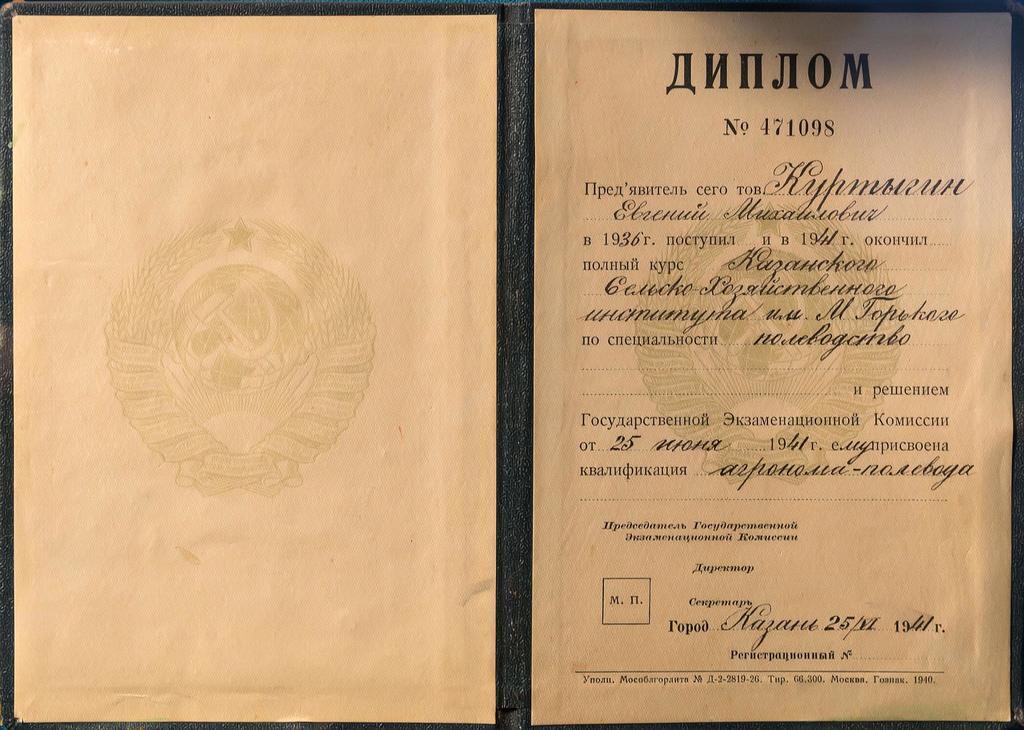 ДИПЛОМ
№ 471098
Пред'явитель сего тов. Куртыгин
Евгений Михайлович
в 1936 г. поступил и в 1941 г. окончил
полный курс Казанского
Сельско-Хозяйственного
института им. М Горького
по специальности полеводство
и решением
Государственной Экзаменационной Комиссии
от 25 июня 1941 г. ему присвоена
квалификация агронома-полевода
Председатель Государственной
Экзаменационной Комиссии
Директор
М. П.
Секретарь
Город Казань 25/VI 1941 г.
Регистрационный №
Уполн. Мособлгорлита № Д-2-2819-26. Тир. 66.300. Москва. Гознак. 1940.